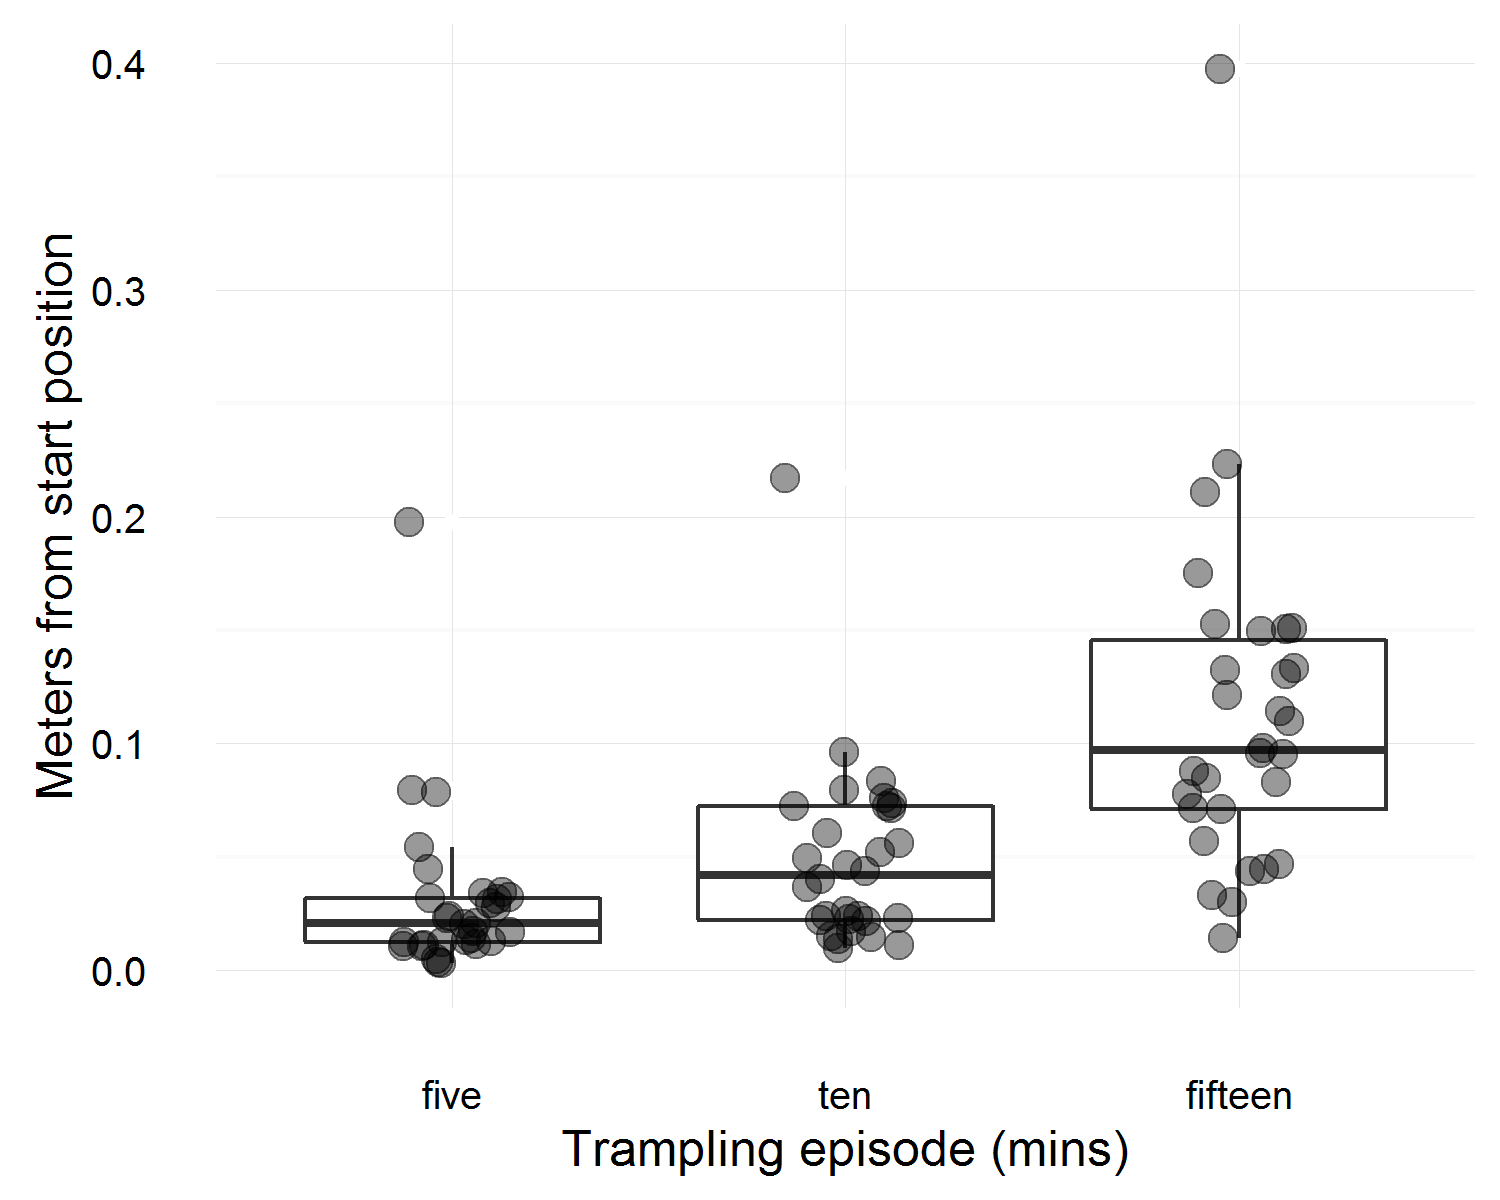 Meters from start position
0.4
0.3
0.2
0.1
0.0
five ten fifteen
Trampling episode (mins)